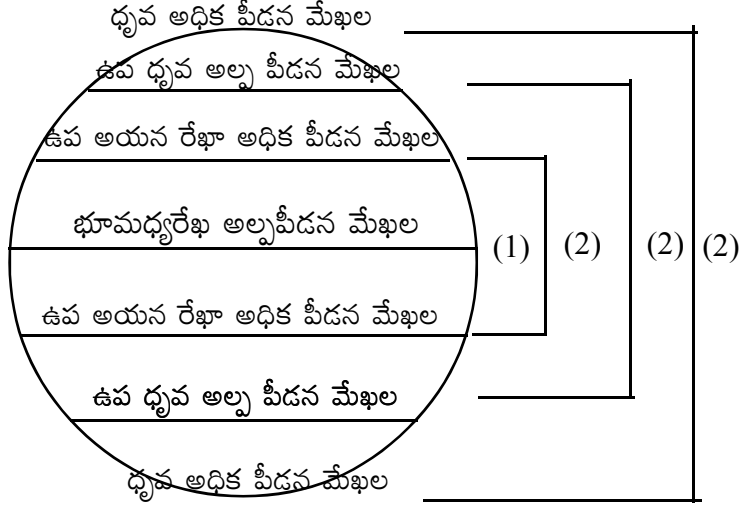 ధృవ అధిక పీడన మేఖల
ఉప ధృవ అల్ప పీడన మేఖల
ఉప అయన రేఖా అధిక పీడన మేఖల
భూమధ్యరేఖ అల్పపీడన మేఖల
(1) (2) (2) (2)
ఉప అయన రేఖా అధిక పీడన మేఖల
ఉప ధృవ అల్ప పీడన మేఖల
ధృవ అధిక పీడన మేఖల